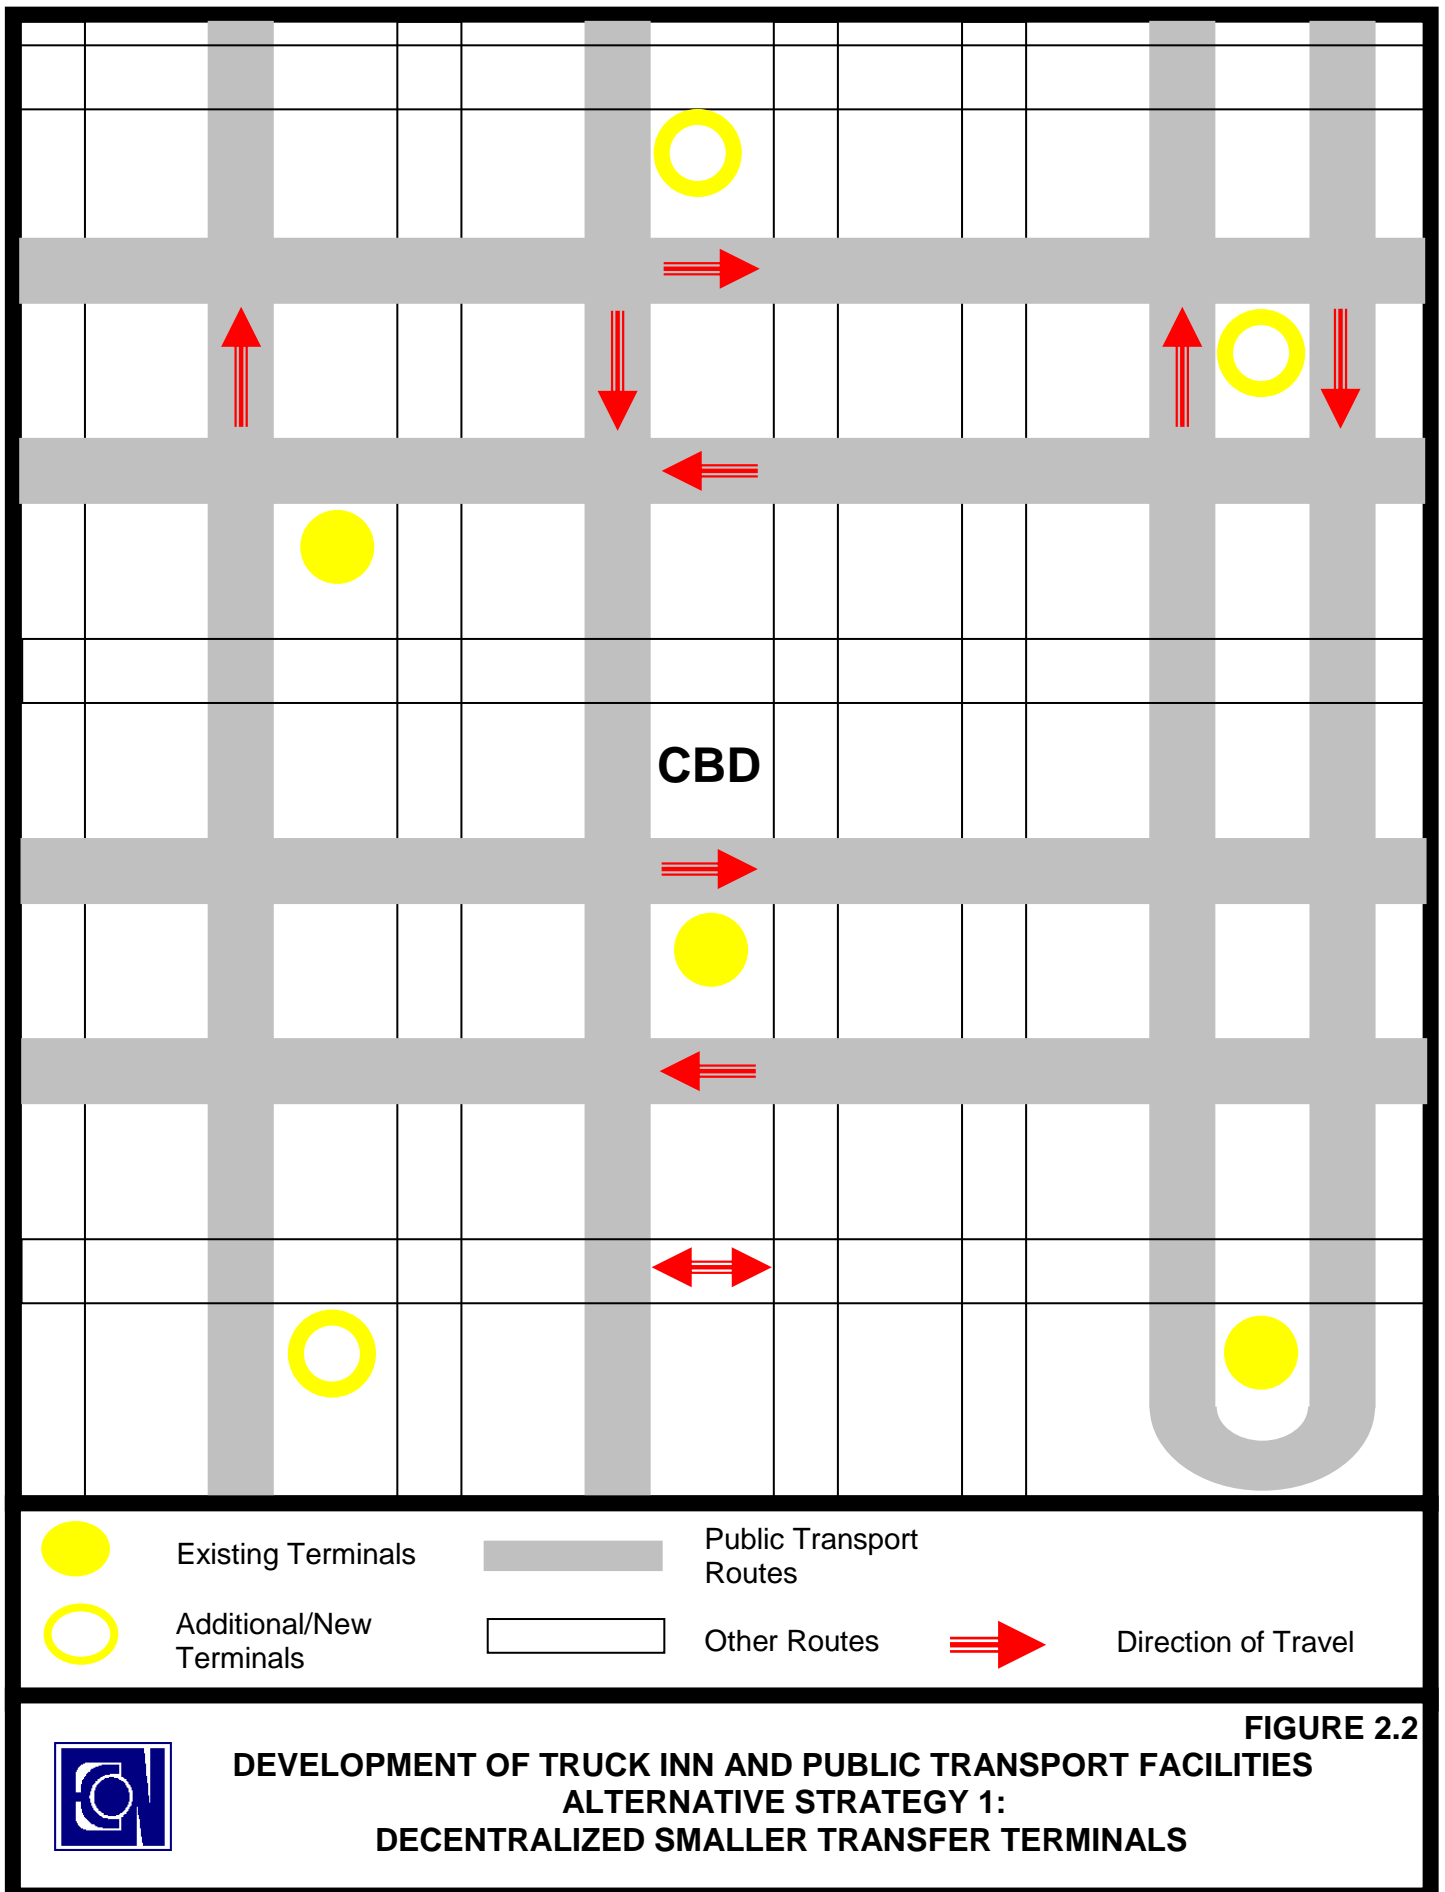 CBD
Existing Terminals
Public Transport
Routes
Additional/New
Terminals
Other Routes
Direction of Travel
FIGURE 2.2
DEVELOPMENT OF TRUCK INN AND PUBLIC TRANSPORT FACILITIES
ALTERNATIVE STRATEGY 1:
DECENTRALIZED SMALLER TRANSFER TERMINALS